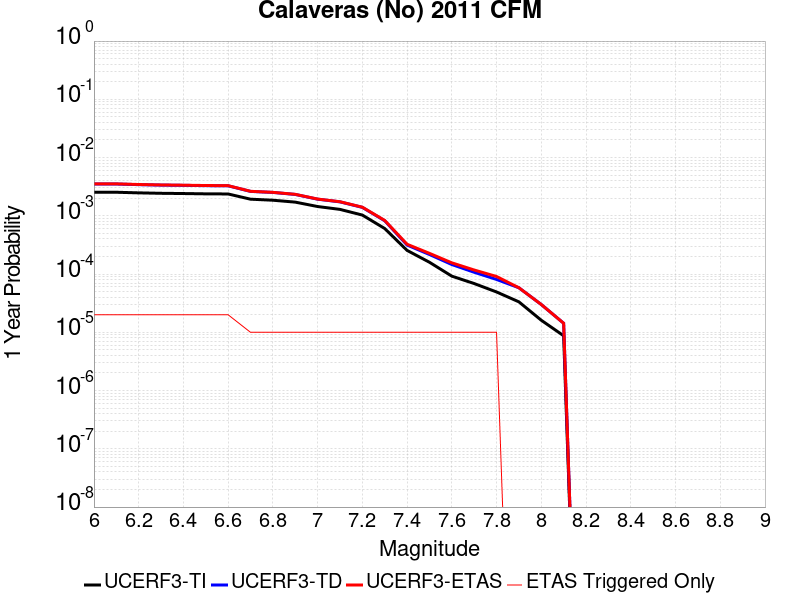 Calaveras (No) 2011 CFM
10 0
10 -1
10 -2
10 -3
10 -4
10 -5
10 -6
10 -7
10 -8
1 Year Probability
6 6.2 6.4 6.6 6.8 7 7.2 7.4 7.6 7.8 8 8.2 8.4 8.6 8.8 9
Magnitude
UCERF3-TI UCERF3-TD UCERF3-ETAS ETAS Triggered Only